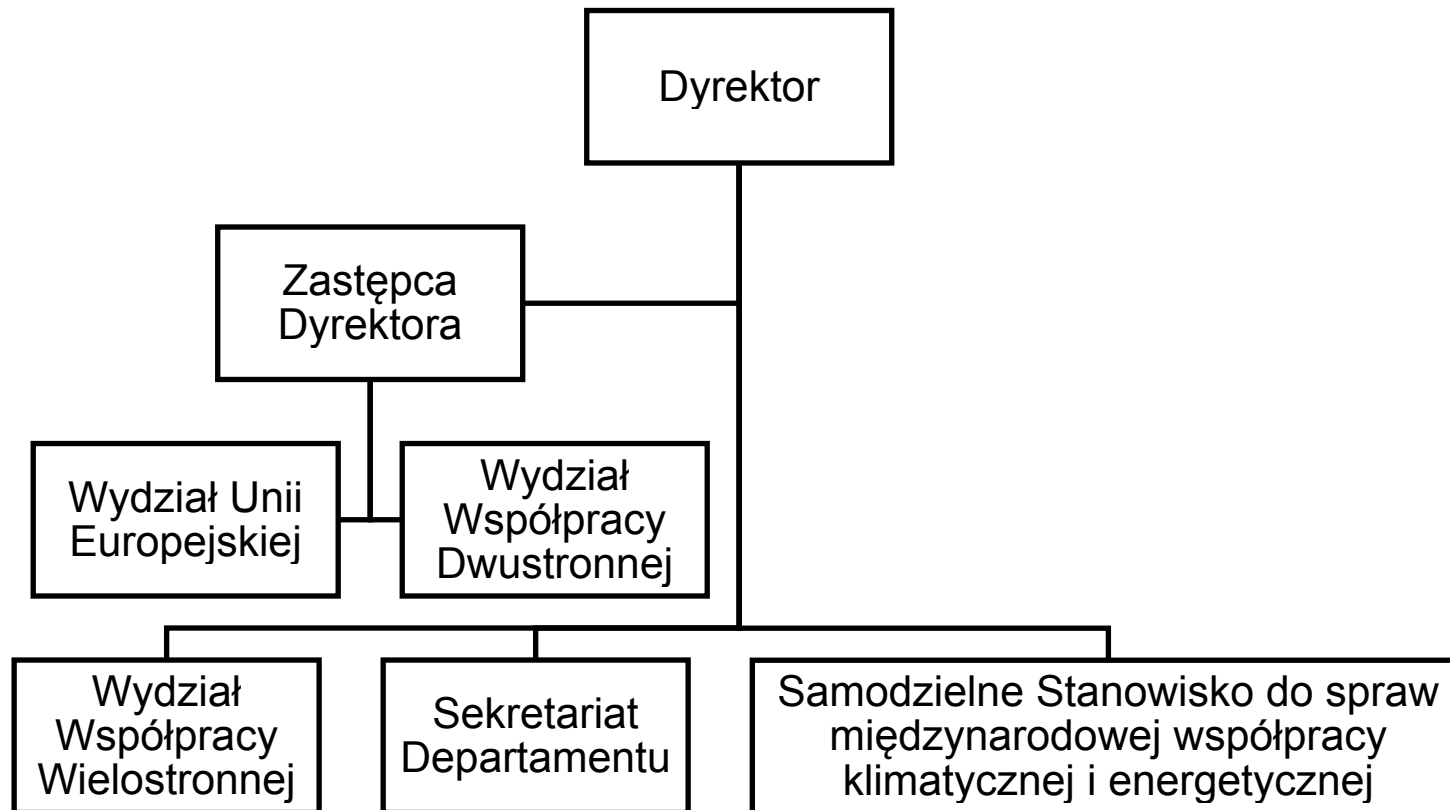 Dyrektor
Zastępca
Dyrektora
Wydział Unii
Europejskiej
Wydział
Współpracy
Dwustronnej
Wydział
Współpracy
Wielostronnej
Sekretariat
Departamentu
Samodzielne Stanowisko do spraw
międzynarodowej współpracy
klimatycznej i energetycznej